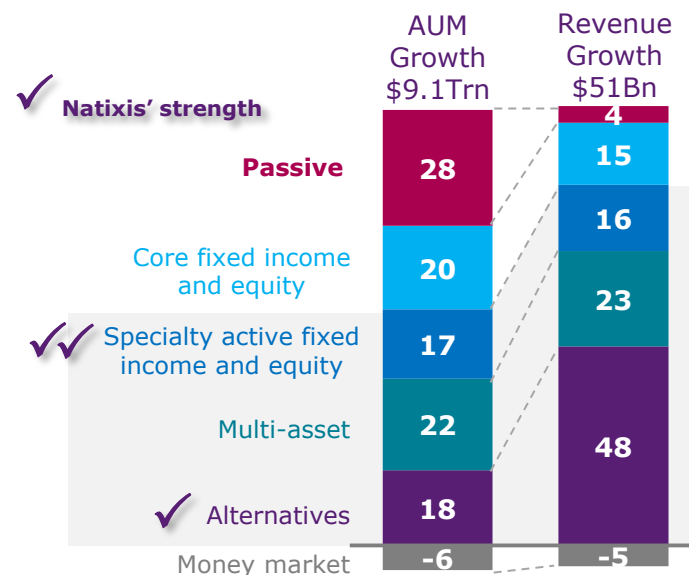 AUM
Growth
$9.1Trn
Revenue
Growth
$51Bn
Natixis’ strength
Passive
28
4
Core fixed income
and equity
20
15
Specialty active fixed
income and equity
17
16
Multi-asset
22
23
Alternatives
18
48
Money market
-6
-5